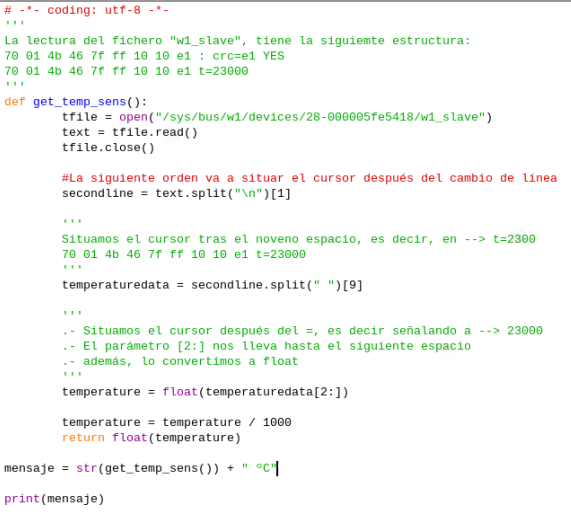 # -*- coding: utf-8 -*-
'''
La lectura del fichero "w1_slave", tiene la siguiemte estructura:
70 01 4b 46 7f ff 10 10 e1 : crc=e1 YES
70 01 4b 46 7f ff 10 10 e1 t=23000
'''
def get_temp_sens():
        tfile = open("/sys/bus/w1/devices/28-000005fe5418/w1_slave")
        text = tfile.read()
        tfile.close()

        #La siguiente orden va a situar el cursor después del cambio de línea
        secondline = text.split("\n")[1]

        '''
        Situamos el cursor tras el noveno espacio, es decir, en --> t=2300
        70 01 4b 46 7f ff 10 10 e1 t=23000
        '''
        temperaturedata = secondline.split(" ")[9]

        '''
        .- Situamos el cursor después del =, es decir señalando a --> 23000
        .- El parámetro [2:] nos lleva hasta el siguiente espacio
        .- además, lo convertimos a float
        '''
        temperature = float(temperaturedata[2:])

        temperature = temperature / 1000
        return float(temperature)

mensaje = str(get_temp_sens()) + " ºC"

print(mensaje)